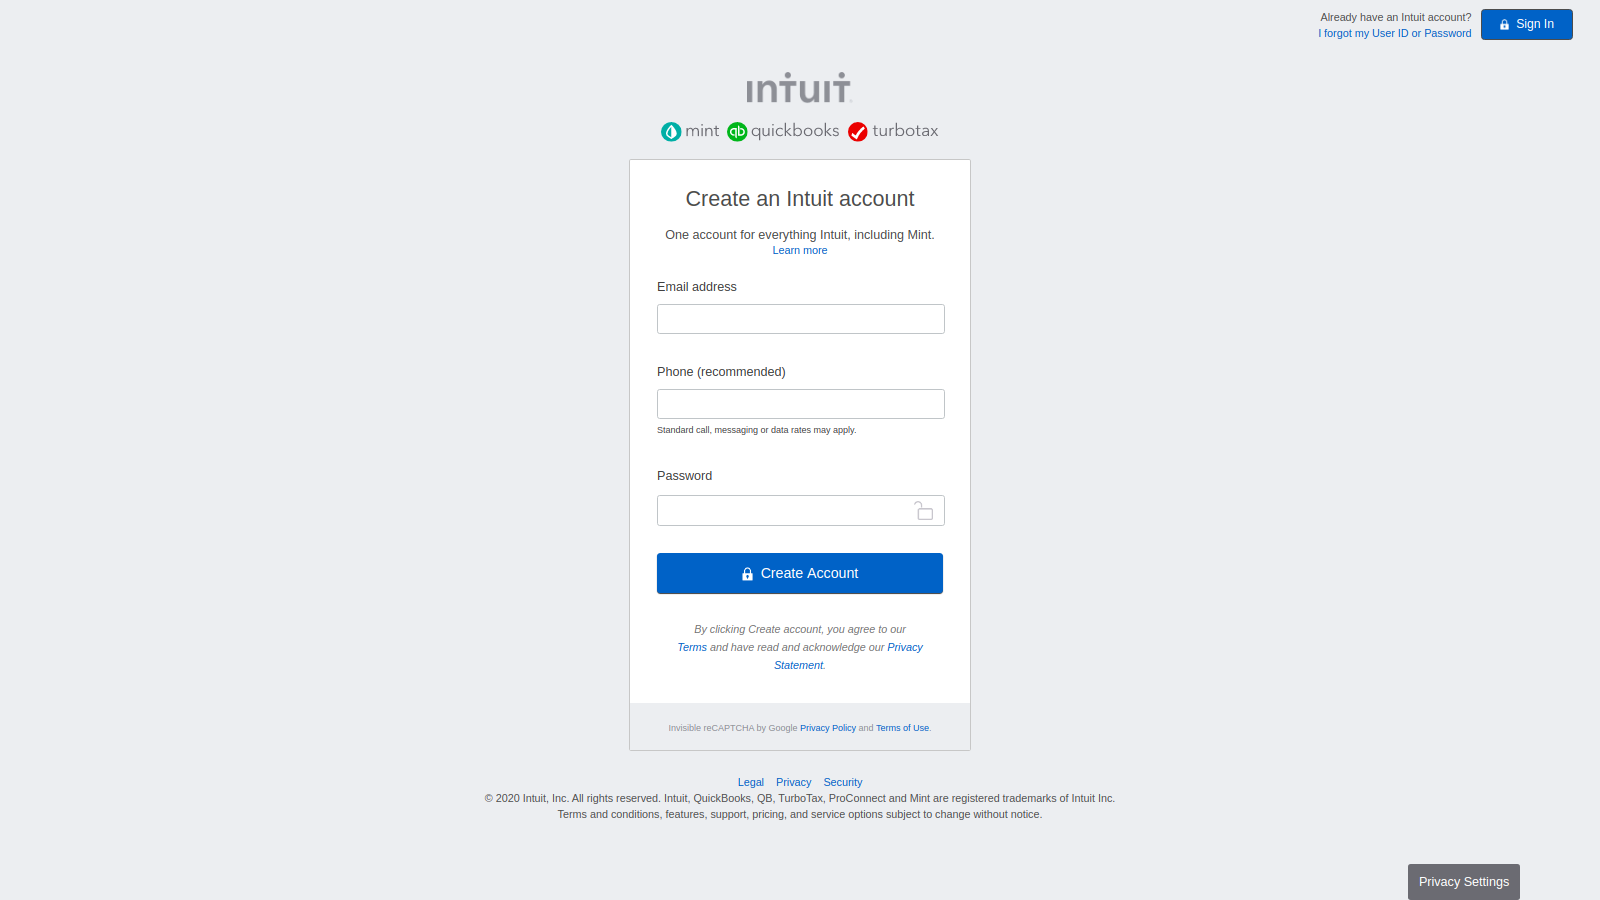 Already have an Intuit account?
I forgot my User ID or Password
Sign In
intuit
mint quickbooks turbotax
Create an Intuit account
One account for everything Intuit, including Mint.
Learn more
Email address
Phone (recommended)
Standard call, messaging or data rates may apply.
Password
Create Account
By clicking Create account, you agree to our
Terms and have read and acknowledge our Privacy
Statement.
Invisible reCAPTCHA by Google Privacy Policy and Terms of Use.
Legal Privacy Security
© 2020 Intuit, Inc. All rights reserved. Intuit, QuickBooks, QB, TurboTax, ProConnect and Mint are registered trademarks of Intuit Inc.
Terms and conditions, features, support, pricing, and service options subject to change without notice.
Privacy Settings